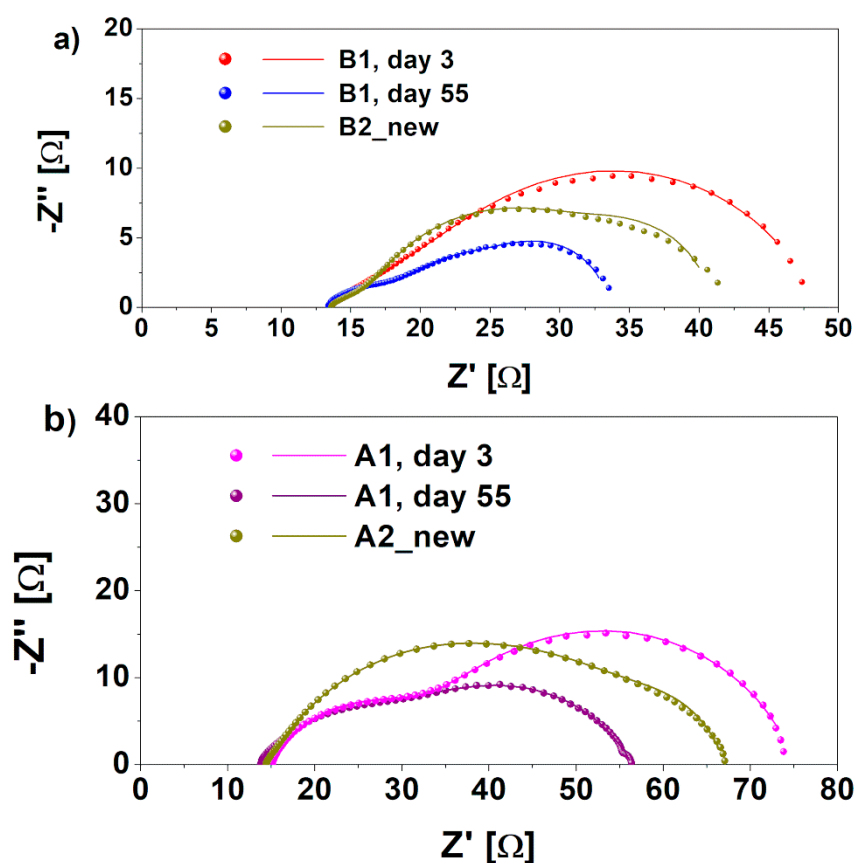 a)
20
15
10
5
0
-Z'' [Ω]
B1, day 3
B1, day 55
B2_new
0 5 10 15 20 25 30 35 40 45 50
Z' [Ω]
b)
40
30
20
10
0
-Z'' [Ω]
A1, day 3
A1, day 55
A2_new
0 10 20 30 40 50 60 70 80
Z' [Ω]